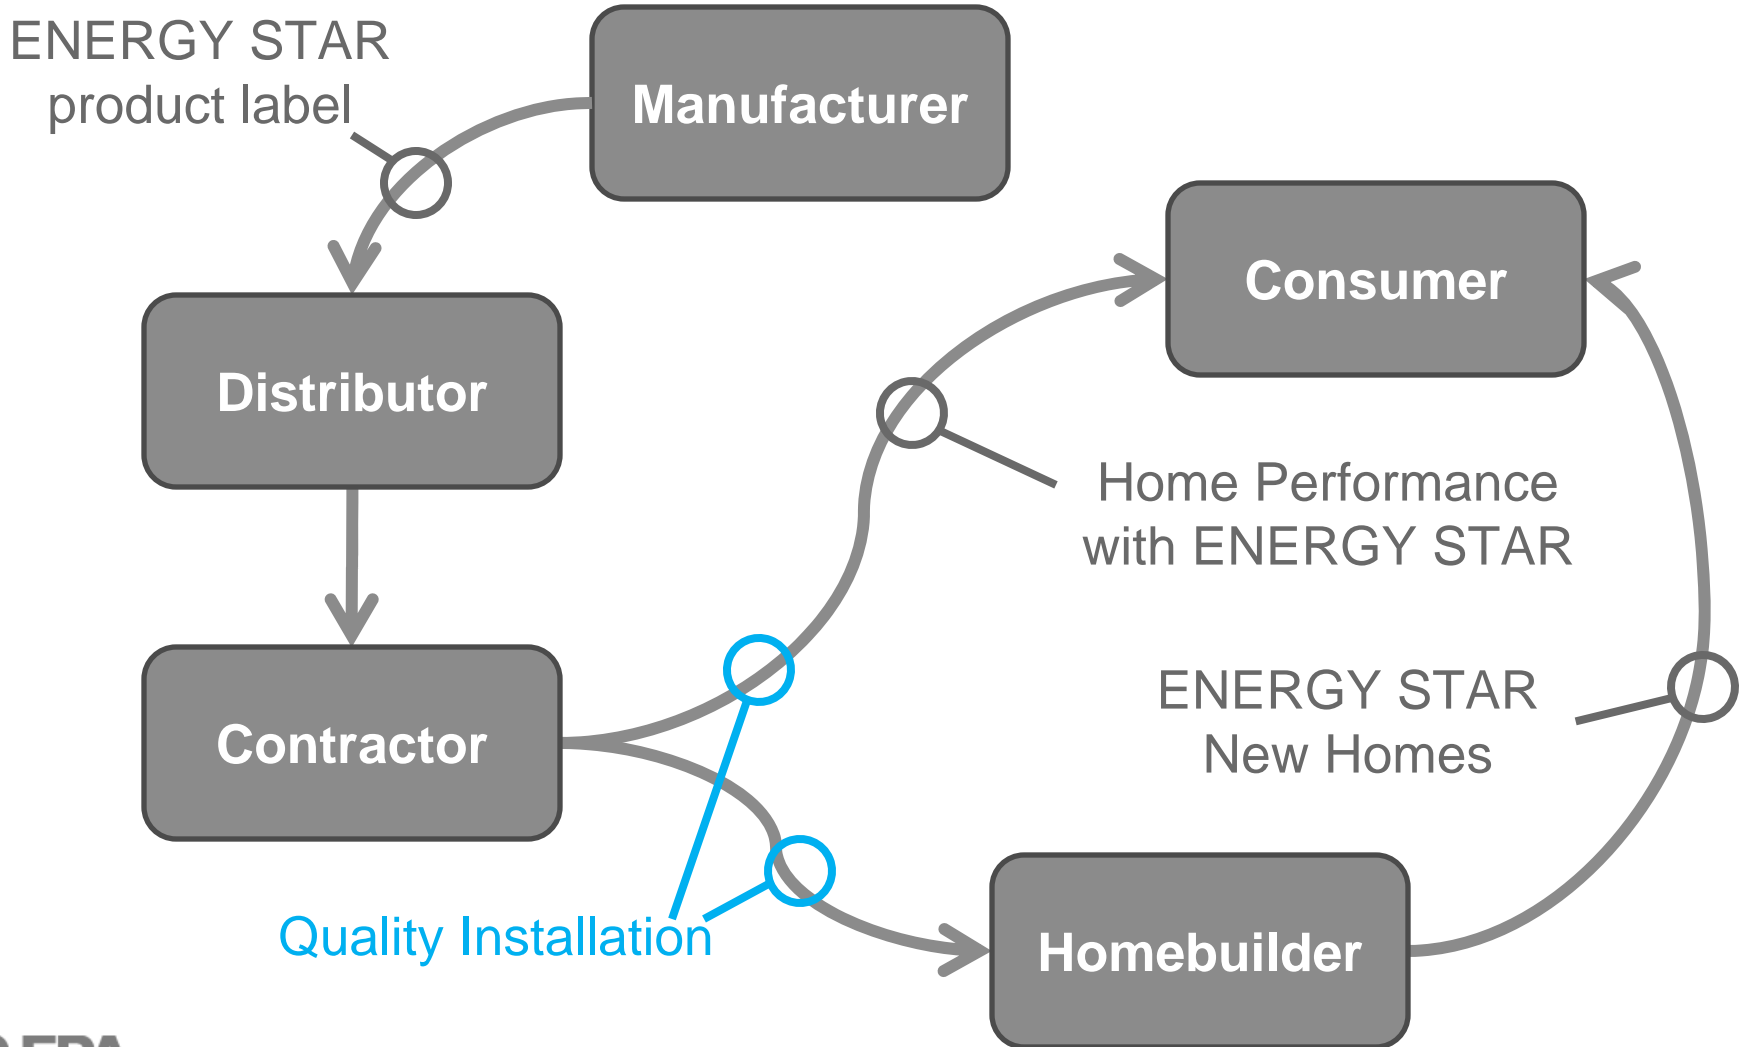 ENERGY STAR
product label
Manufacturer
Consumer
Distributor
Home Performance
with ENERGY STAR
ENERGY STAR
New Homes
Contractor
Quality Installation
Homebuilder